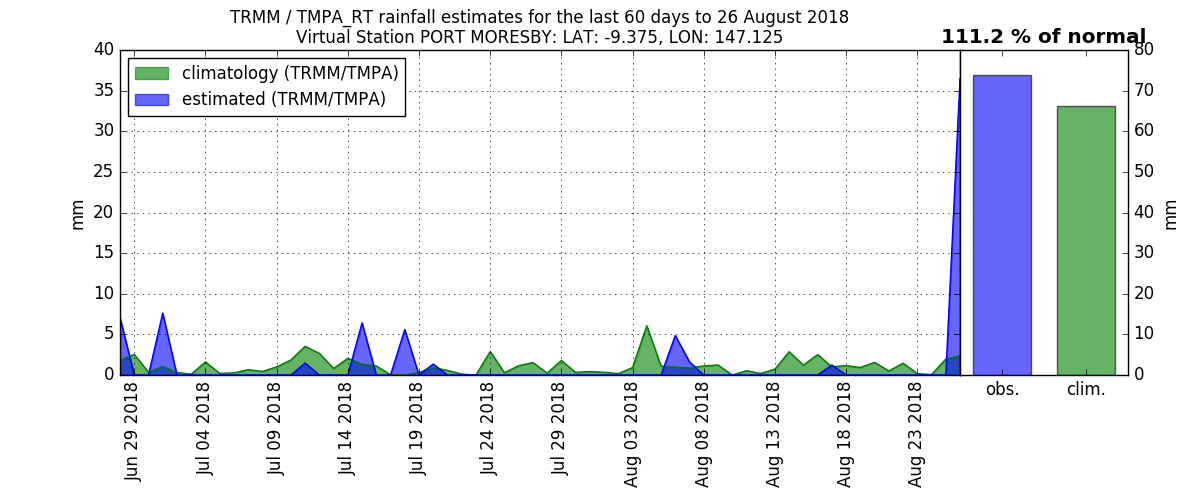 TRMM / TMPA_RT rainfall estimates for the last 60 days to 26 August 2018
Virtual Station PORT MORESBY: LAT: -9.375, LON: 147.125
111.2 % of normal
climatology (TRMM/TMPA)
estimated (TRMM/TMPA)
40
35
30
25
20
15
10
5
0
mm
80
70
60
50
40
30
20
10
0
mm
Jun 29 2018
Jul 04 2018
Jul 09 2018
Jul 14 2018
Jul 19 2018
Jul 24 2018
Jul 29 2018
Aug 03 2018
Aug 08 2018
Aug 13 2018
Aug 18 2018
Aug 23 2018
obs.
clim.